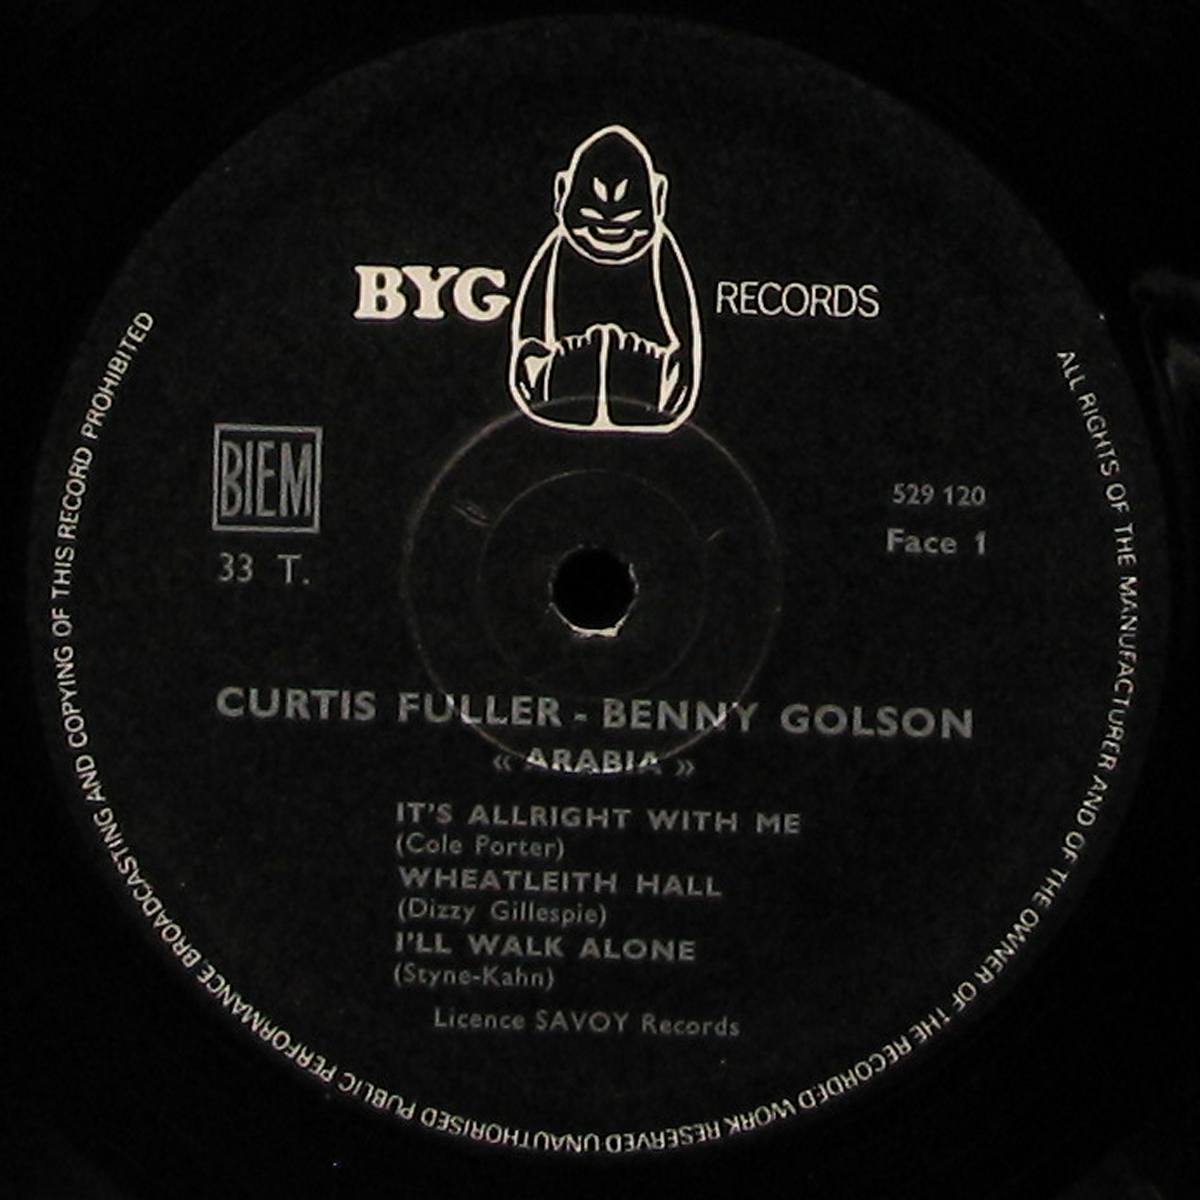 BYG RECORDS
BIEM
33 T.
529 120
Face 1
CURTIS FULLER - BENNY GOLSON
« ARABIA »
IT'S ALLRIGHT WITH ME
(Cole Porter)
WHEATLEITH HALL
(Dizzy Gillespie)
I'LL WALK ALONE
(Styne-Kahn)
Licence SAVOY Records
ALL RIGHTS OF THE MANUFACTURER AND OF THE OWNER OF THE RECORDED WORK RESERVED UNAUTHORISED PUBLIC PERFORMANCE BROADCASTING AND COPYING OF THIS RECORD PROHIBITED